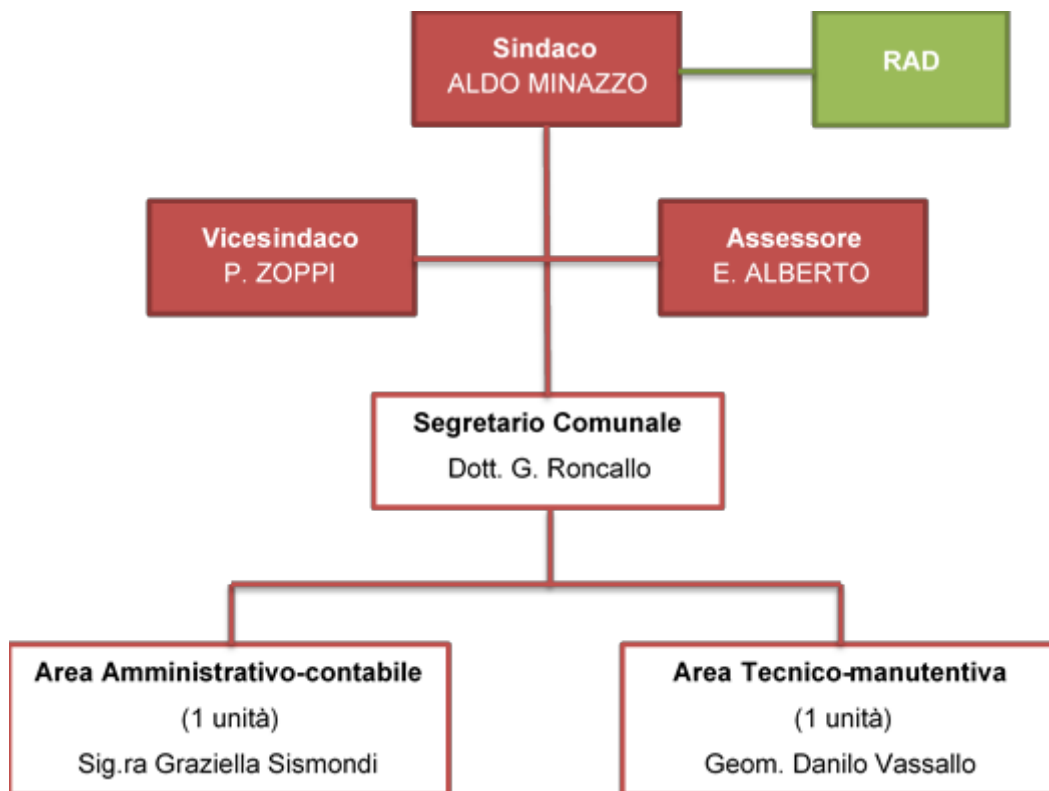 Sindaco
ALDO MINAZZO
RAD
Vicesindaco
P. ZOPPI
Assessore
E. ALBERTO
Segretario Comunale
Dott. G. Roncallo
Area Amministrativo-contabile
(1 unità)
Sig.ra Graziella Sismondi
Area Tecnico-manutentiva
(1 unità)
Geom. Danilo Vassallo